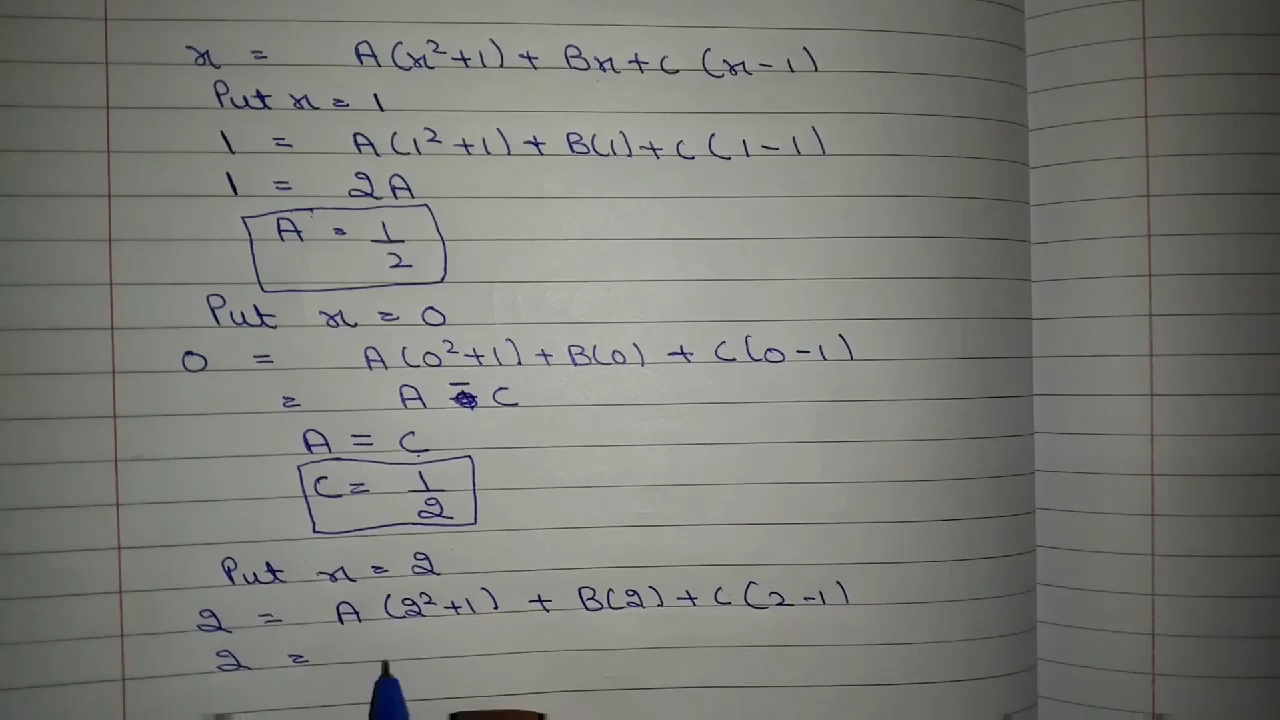 x = A(x²+1) + Bx+C (x-1)
Put x = 1
1 = A(1²+1) + B(1)+C(1-1)
1 = 2A
A = 1/2
Put x = 0
0 = A(0²+1) + B(0) + C(0-1)
= A - C
A = C
C = 1/2
Put x = 2
2 = A(2²+1) + B(2)+C(2-1)
2 =